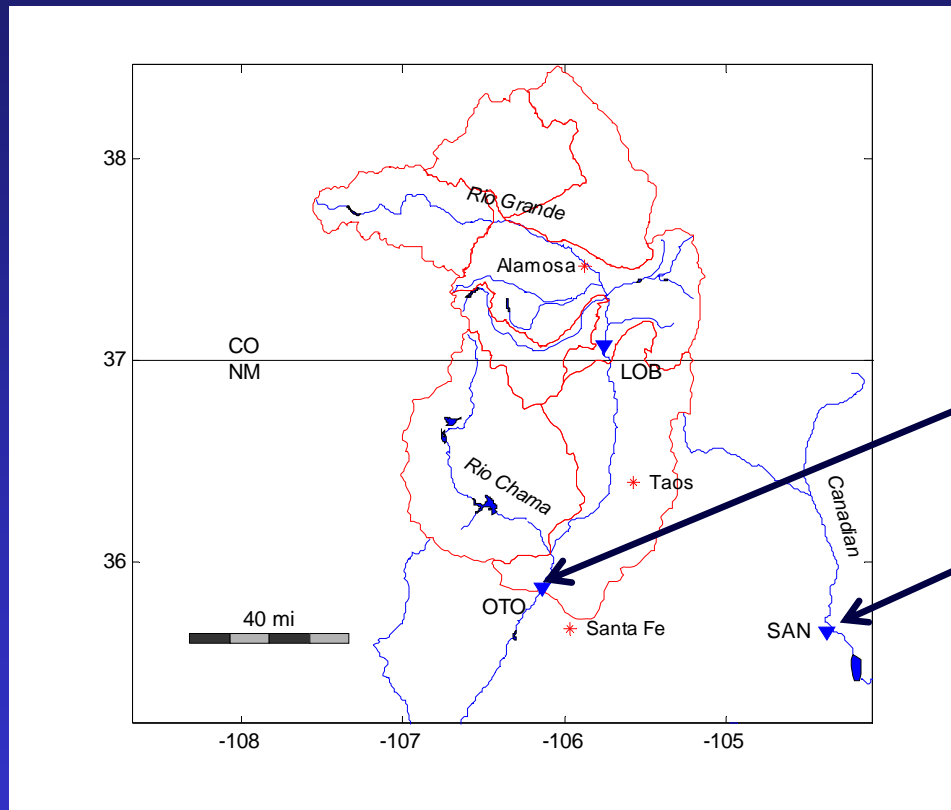 38
Rio Grande
Alamosa
CO
37
NM
LOB
Rio Chama
Taos
Canadian
36
OTO
40 mi
Santa Fe
SAN
-108
-107
-106
-105